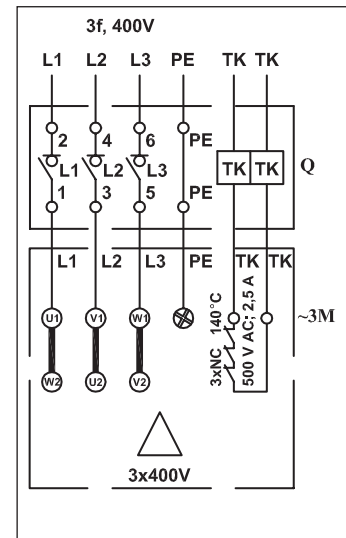 3f, 400V
L1 L2 L3 PE TK TK
2 4 6 PE
L1 L2 L3 TK TK Q
1 3 5 PE
L1 L2 L3 PE TK TK
U1 V1 W1 ~3M
3xNC 140°C
500 V AC; 2,5 A
W2 U2 V2
3x400V